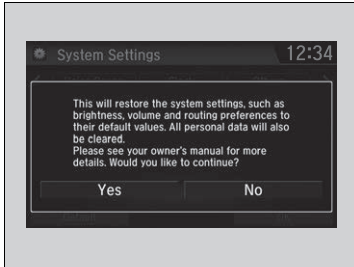 System Settings
12:34
This will restore the system settings, such as
brightness, volume and routing preferences to
their default values. All personal data will also
be cleared.
Please see your owner's manual for more
details. Would you like to continue?
Yes
No